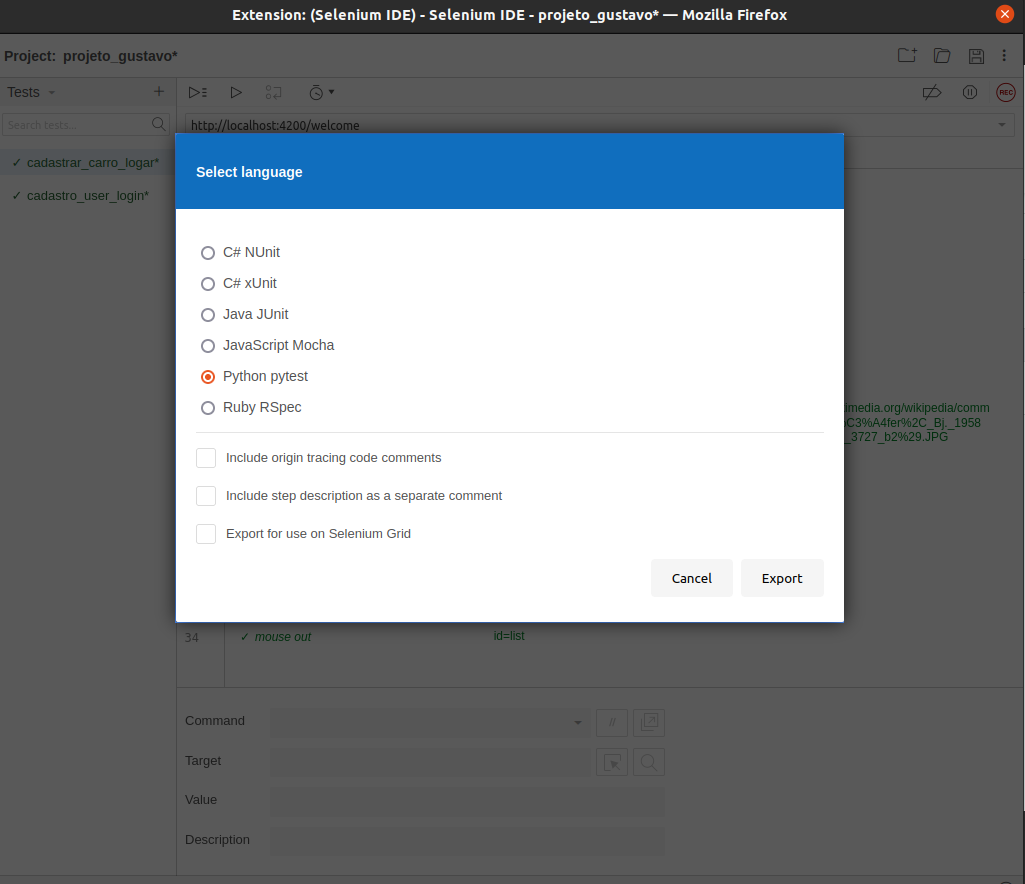 Extension: (Selenium IDE) - Selenium IDE - projeto_gustavo* — Mozilla Firefox
Project: projeto_gustavo*
Tests
REC
Search tests...
http://localhost:4200/welcome
✓ cadastrar_carro_logar*
✓ cadastro_user_login*
Select language
C# NUnit
C# xUnit
Java JUnit
JavaScript Mocha
Python pytest
Ruby RSpec
imedia.org/wikipedia/comm
C3%A4fer%2C_Bj._1958
_3727_b2%29.JPG
Include origin tracing code comments
Include step description as a separate comment
Export for use on Selenium Grid
Cancel Export
34 ✓ mouse out id=list
Command //
Target
Value
Description